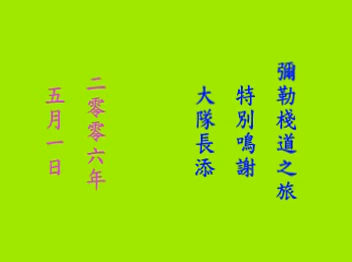 彌勒棧道之旅
特別鳴謝
大隊長添
二零零六年
五月一日